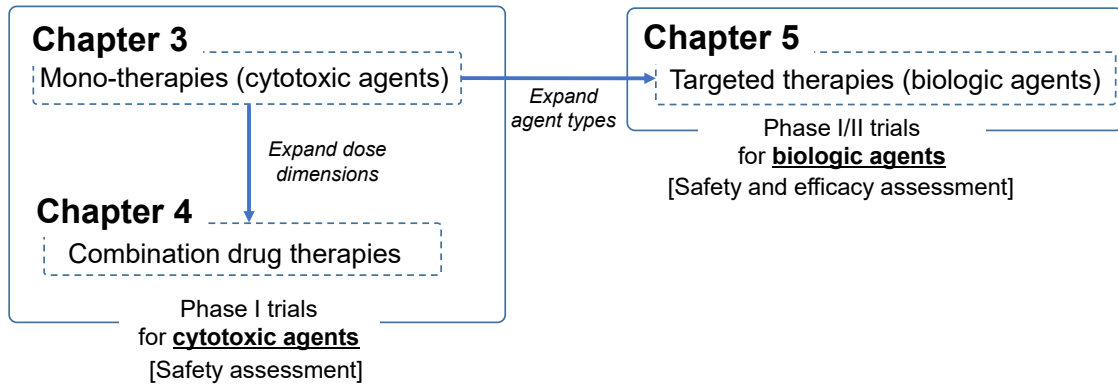 Chapter 3
Mono-therapies (cytotoxic agents)
Expand dose
dimensions
Chapter 4
Combination drug therapies
Phase I trials
for cytotoxic agents
[Safety assessment]
Expand
agent types
Chapter 5
Targeted therapies (biologic agents)
Phase I/II trials
for biologic agents
[Safety and efficacy assessment]